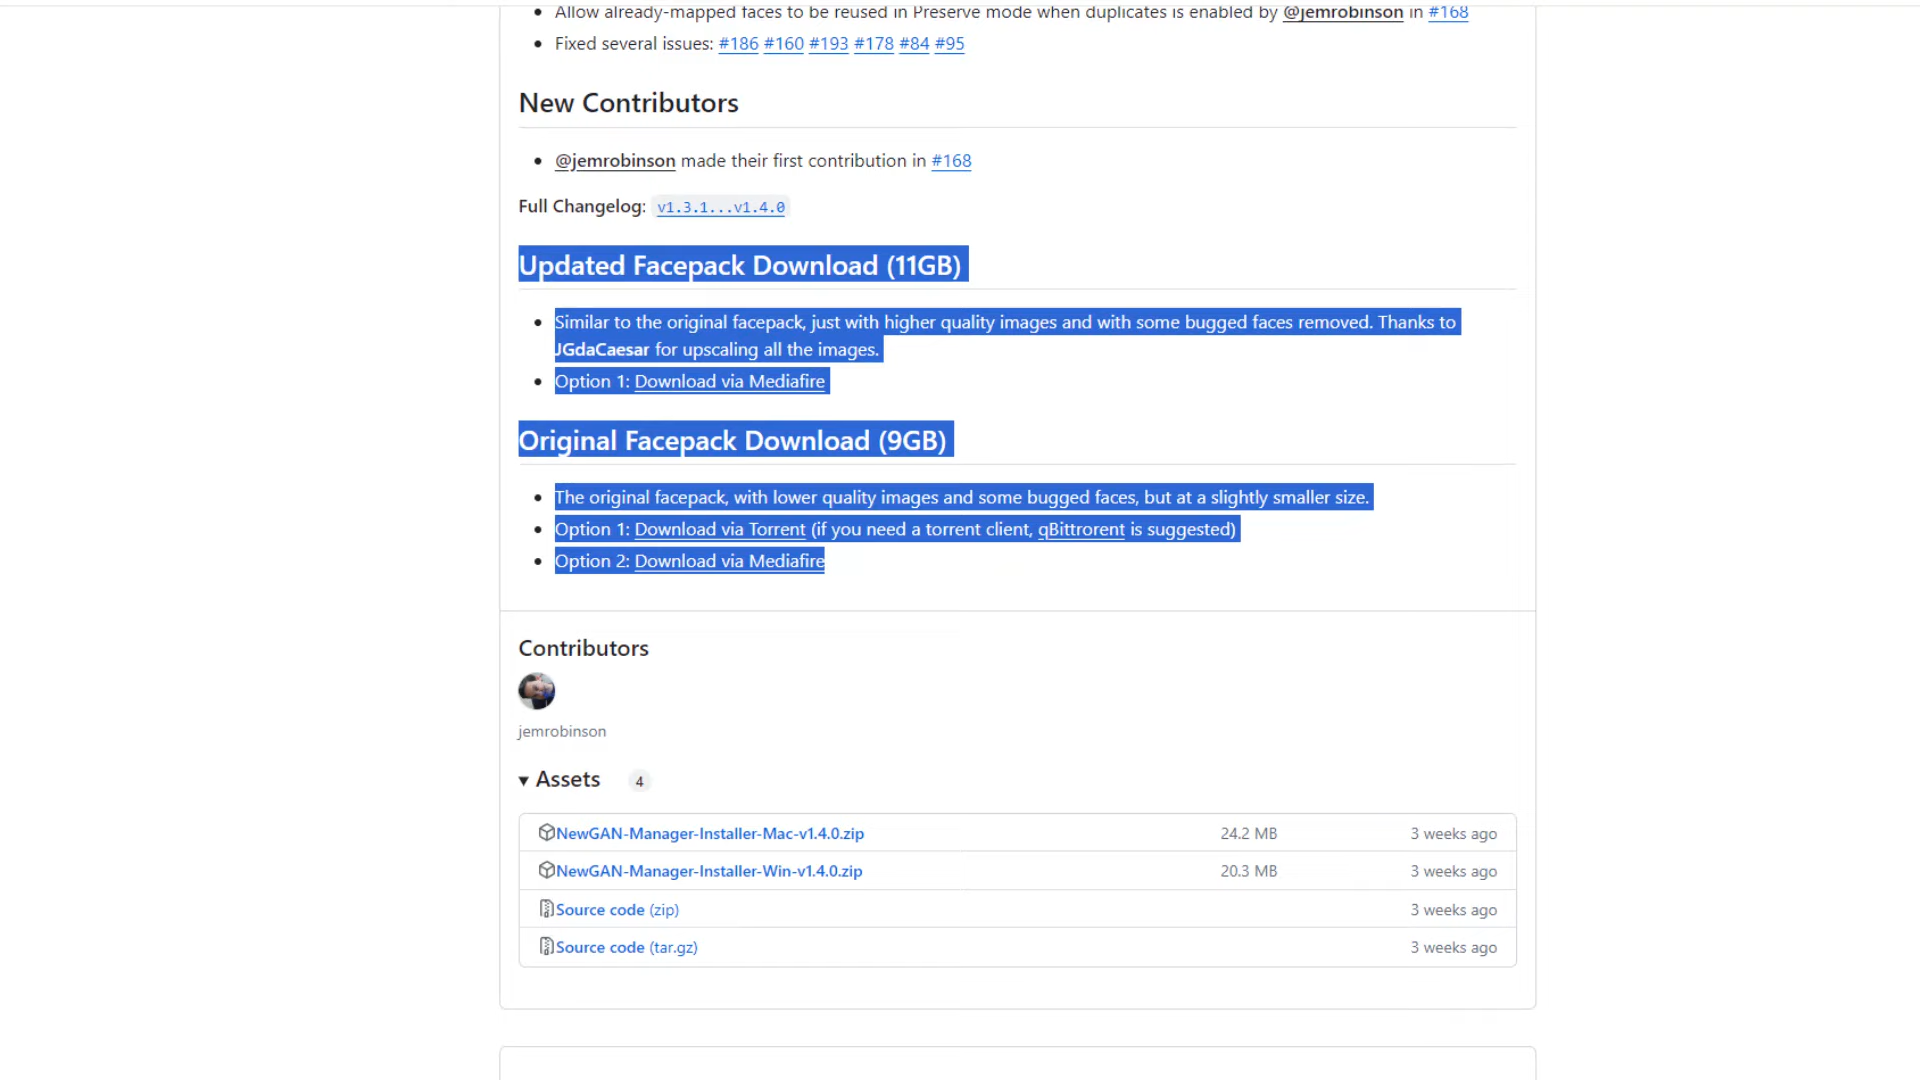 Allow already-mapped faces to be reused in Preserve mode when duplicates is enabled by @jemrobinson in #168
Fixed several issues: #186 #160 #193 #178 #84 #95
New Contributors
@jemrobinson made their first contribution in #168
Full Changelog: v1.3.1...v1.4.0
Updated Facepack Download (11GB)
Similar to the original facepack, just with higher quality images and with some bugged faces removed. Thanks to
JGdaCaesar for upscaling all the images.
Option 1: Download via Mediafire
Original Facepack Download (9GB)
The original facepack, with lower quality images and some bugged faces, but at a slightly smaller size.
Option 1: Download via Torrent (if you need a torrent client, qBittrorent is suggested)
Option 2: Download via Mediafire
Contributors
jemrobinson
Assets 4
NewGAN-Manager-Installer-Mac-v1.4.0.zip 24.2 MB 3 weeks ago
NewGAN-Manager-Installer-Win-v1.4.0.zip 20.3 MB 3 weeks ago
Source code (zip) 3 weeks ago
Source code (tar.gz) 3 weeks ago